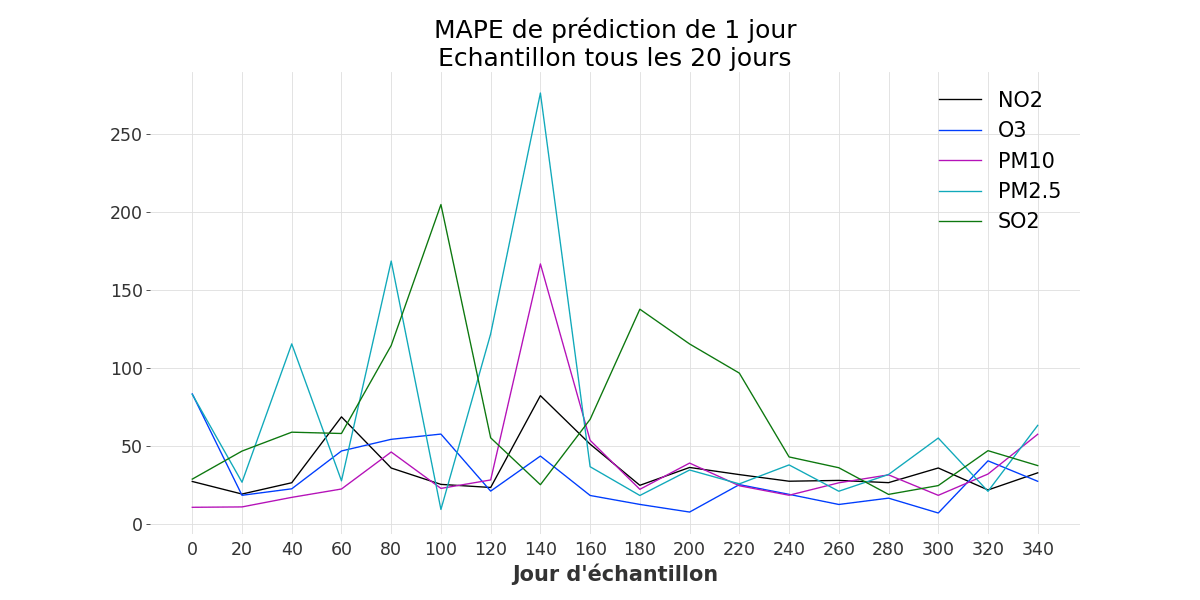 MAPE de prédiction de 1 jour
Echantillon tous les 20 jours
NO2
O3
PM10
PM2.5
SO2
250
200
150
100
50
0
0 20 40 60 80 100 120 140 160 180 200 220 240 260 280 300 320 340
Jour d'échantillon